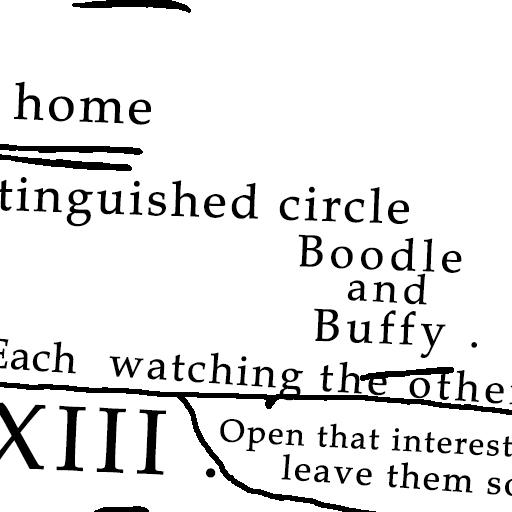 home
tinguished circle
Boodle
and
Buffy .
Each watching the other
XIII .
Open that interest
leave them so